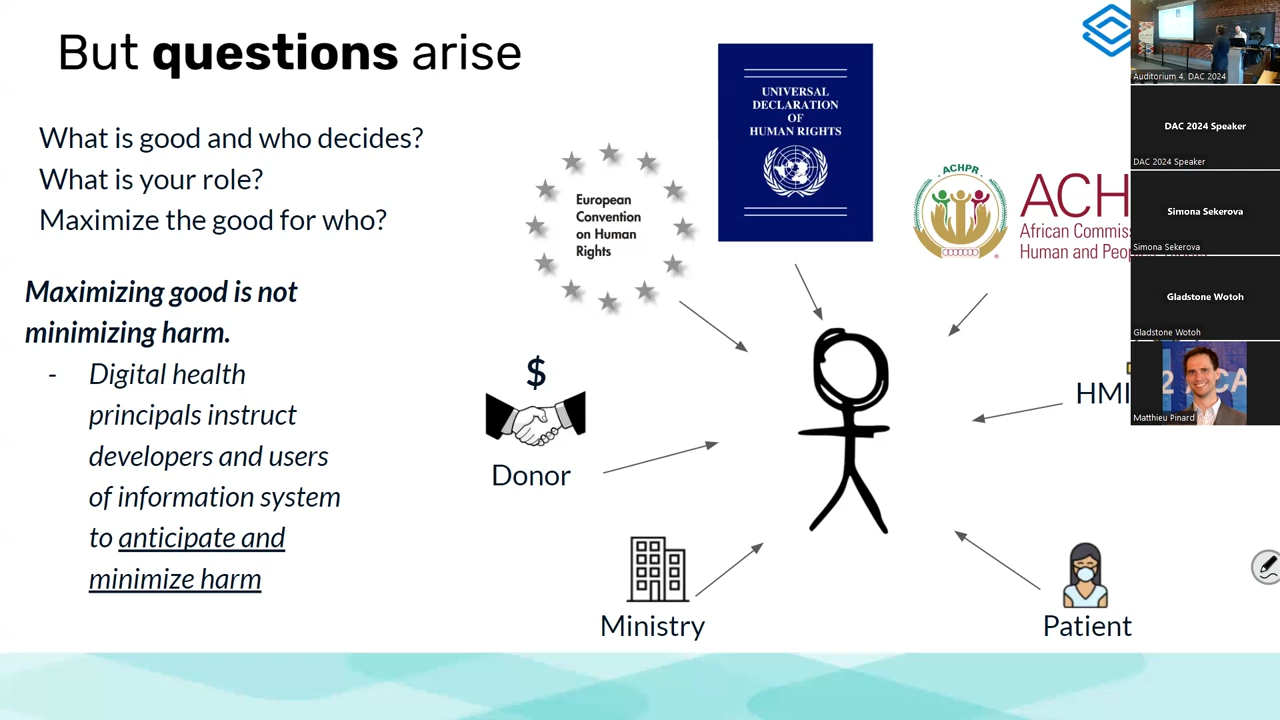 But questions arise
What is good and who decides?
What is your role?
Maximize the good for who?
Maximizing good is not
minimizing harm.
- Digital health
principals instruct
developers and users
of information system
to anticipate and
minimize harm
European
Convention
on Human
Rights
UNIVERSAL
DECLARATION
OF
HUMAN RIGHTS
ACHPR
ACH
African Commis
Human and Peop
$
Donor
HMI
Ministry
Patient
Auditorium 4, DAC 2024
DAC 2024 Speaker
DAC 2024 Speaker
Simona Sekerova
Simona Sekerova
Gladstone Wotoh
Gladstone Wotoh
2 ACA
Matthieu Pinard